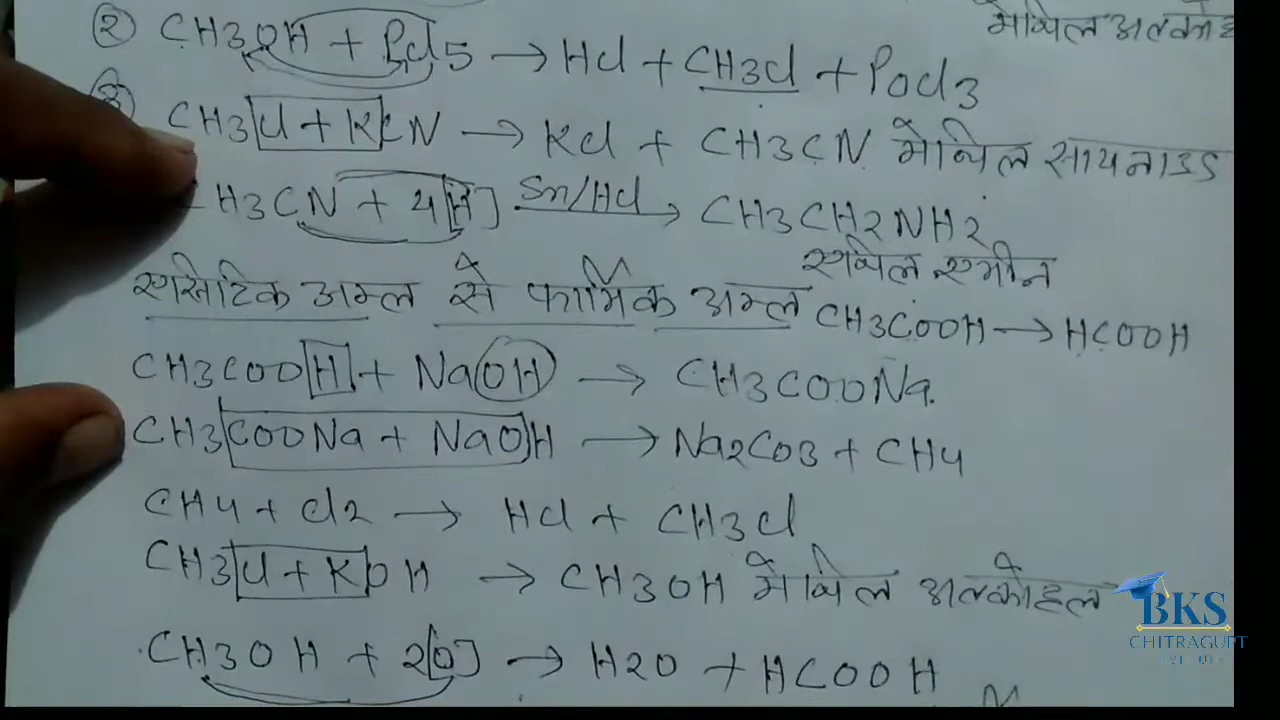 मेथिल अल्कोह
② CH3OH + PCl5 → HCl + CH3Cl + POCl3
③ CH3Cl + KCN → KCl + CH3CN मेथिल सायनाइड
CH3CN + 4[H] Sn/HCl → CH3CH2NH2
एथिल एमीन
एसिटिक अम्ल से फार्मिक अम्ल CH3COOH → HCOOH
CH3COOH + NaOH → CH3COONa.
CH3COONa + NaOH → Na2CO3 + CH4
CH4 + Cl2 → HCl + CH3Cl
CH3Cl + KOH → CH3OH मेथिल अल्कोहल
CH3OH + 2[O] → H2O + HCOOH
BKS
CHITRAGUPT